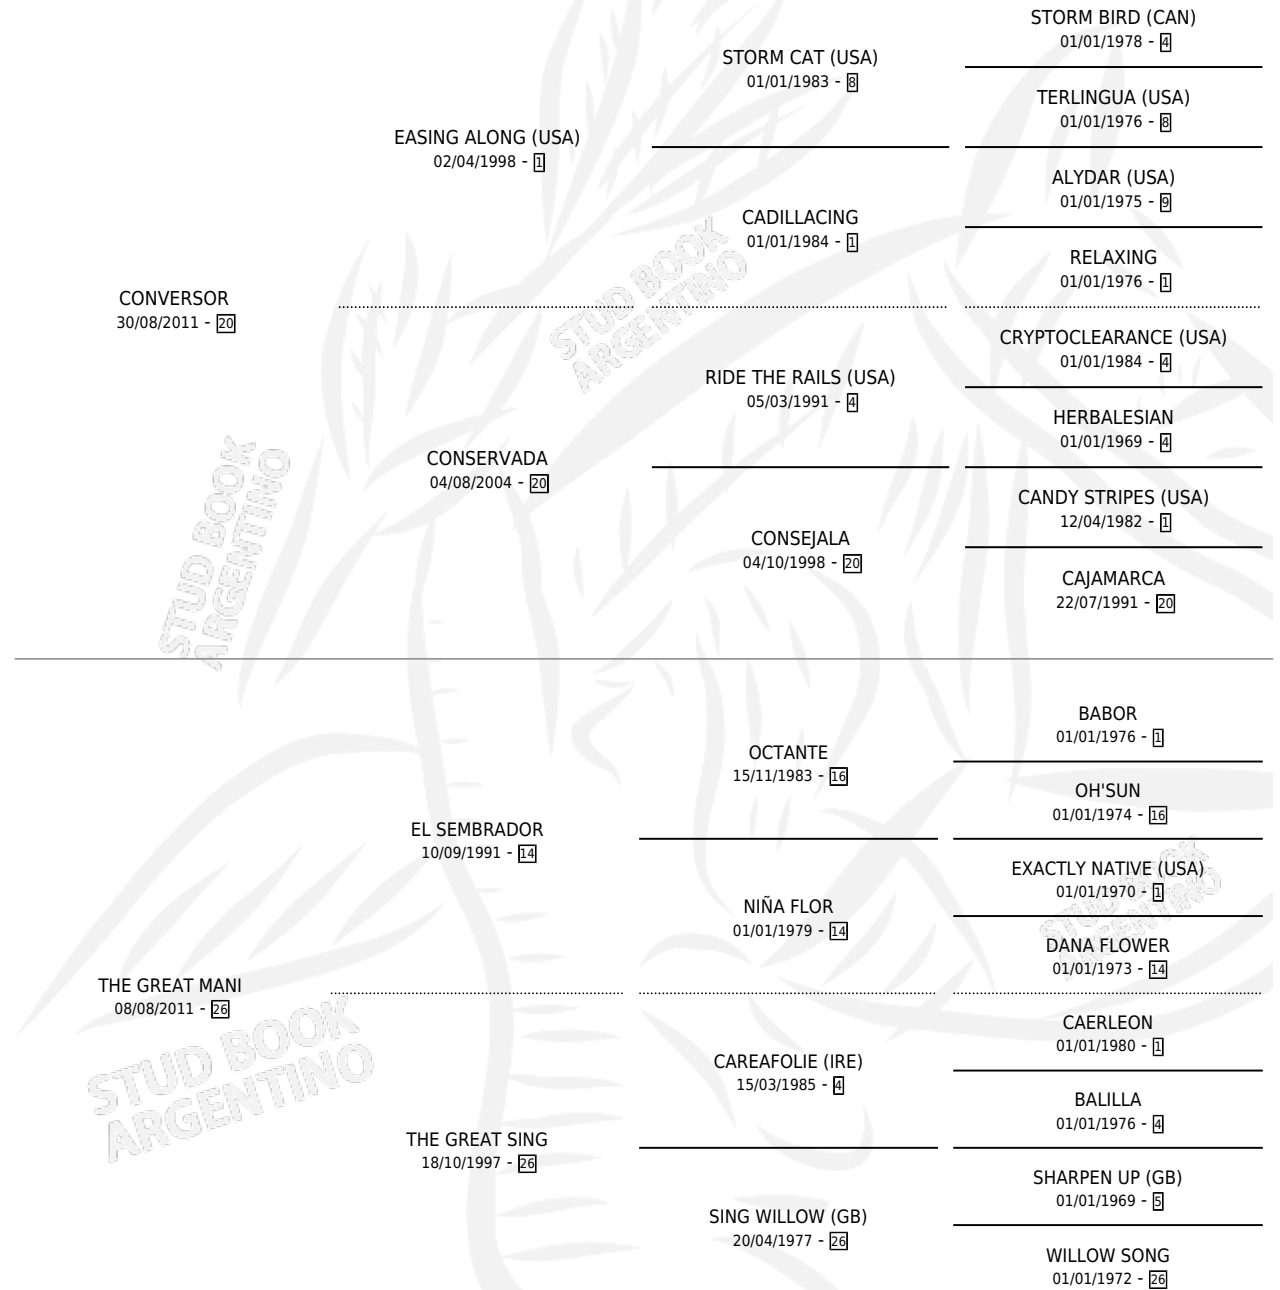 STORM BIRD (CAN)
01/01/1978 - 4
STORM CAT (USA)
01/01/1983 - 8
TERLINGUA (USA)
01/01/1976 - 8
EASING ALONG (USA)
02/04/1998 - 1
ALYDAR (USA)
01/01/1975 - 9
CADILLACING
01/01/1984 - 1
RELAXING
01/01/1976 - 1
CONVERSOR
30/08/2011 - 20
CRYPTOCLEARANCE (USA)
01/01/1984 - 4
RIDE THE RAILS (USA)
05/03/1991 - 4
HERBALESIAN
01/01/1969 - 4
CONSERVADA
04/08/2004 - 20
CANDY STRIPES (USA)
12/04/1982 - 1
CONSEJALA
04/10/1998 - 20
CAJAMARCA
22/07/1991 - 20
BABOR
01/01/1976 - 1
OCTANTE
15/11/1983 - 16
OH'SUN
01/01/1974 - 16
EL SEMBRADOR
10/09/1991 - 14
EXACTLY NATIVE (USA)
01/01/1970 - 1
NIÑA FLOR
01/01/1979 - 14
DANA FLOWER
01/01/1973 - 14
THE GREAT MANI
08/08/2011 - 26
CAERLEON
01/01/1980 - 1
CAREAFOLIE (IRE)
15/03/1985 - 4
BALILLA
01/01/1976 - 4
THE GREAT SING
18/10/1997 - 26
SHARPEN UP (GB)
01/01/1969 - 5
SING WILLOW (GB)
20/04/1977 - 26
WILLOW SONG
01/01/1972 - 26
STUD BOOK
ARGENTINO
STUD BOOK
ARGENTINO
STUD BOOK
ARGENTINO
STUD BOOK
ARGENTINO